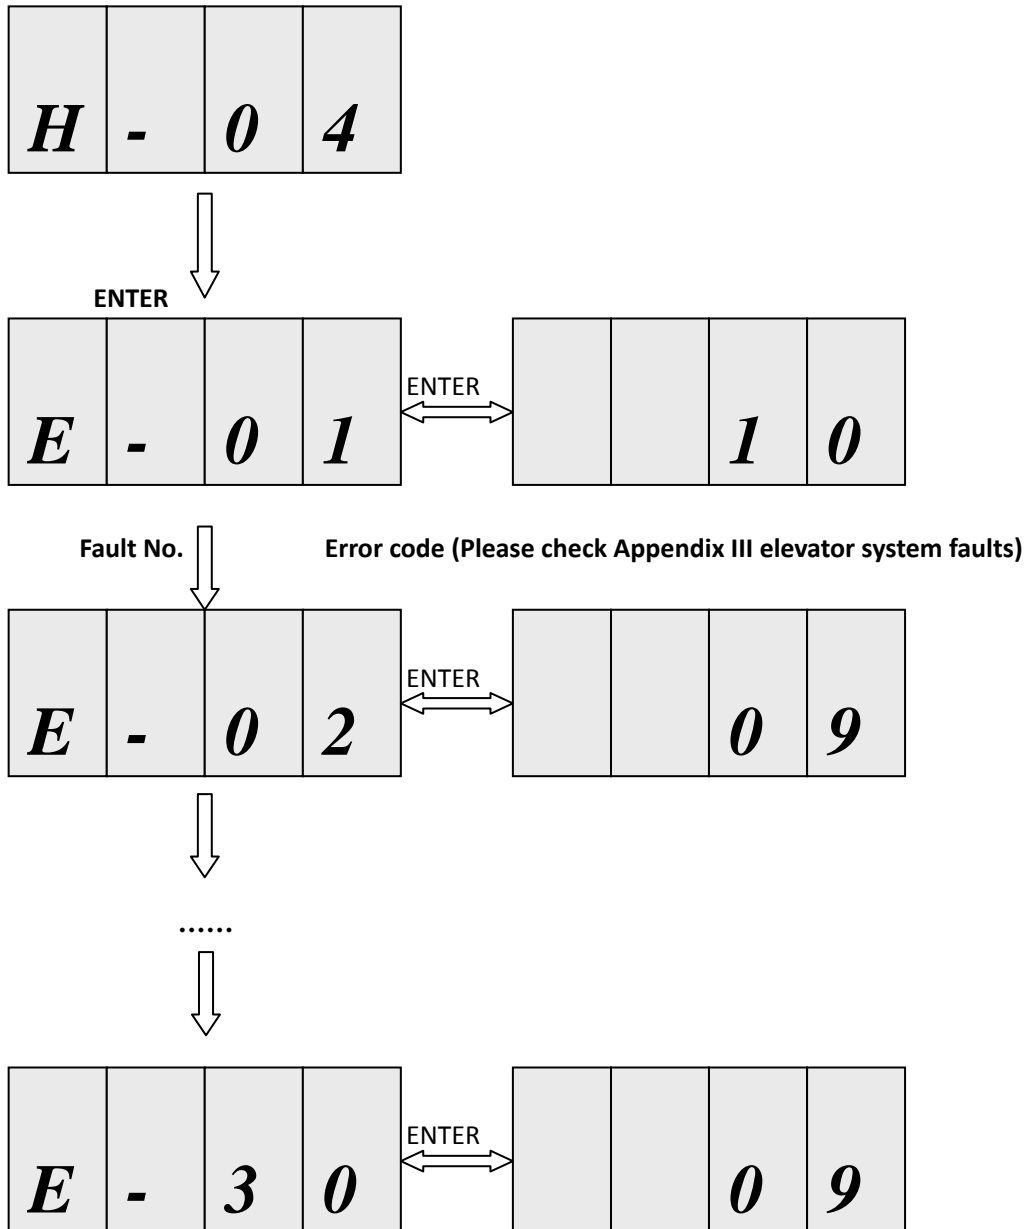 H - 0 4
ENTER
E - 0 1 ENTER 1 0
Fault No. Error code (Please check Appendix III elevator system faults)
E - 0 2 ENTER 0 9
......
E - 3 0 ENTER 0 9